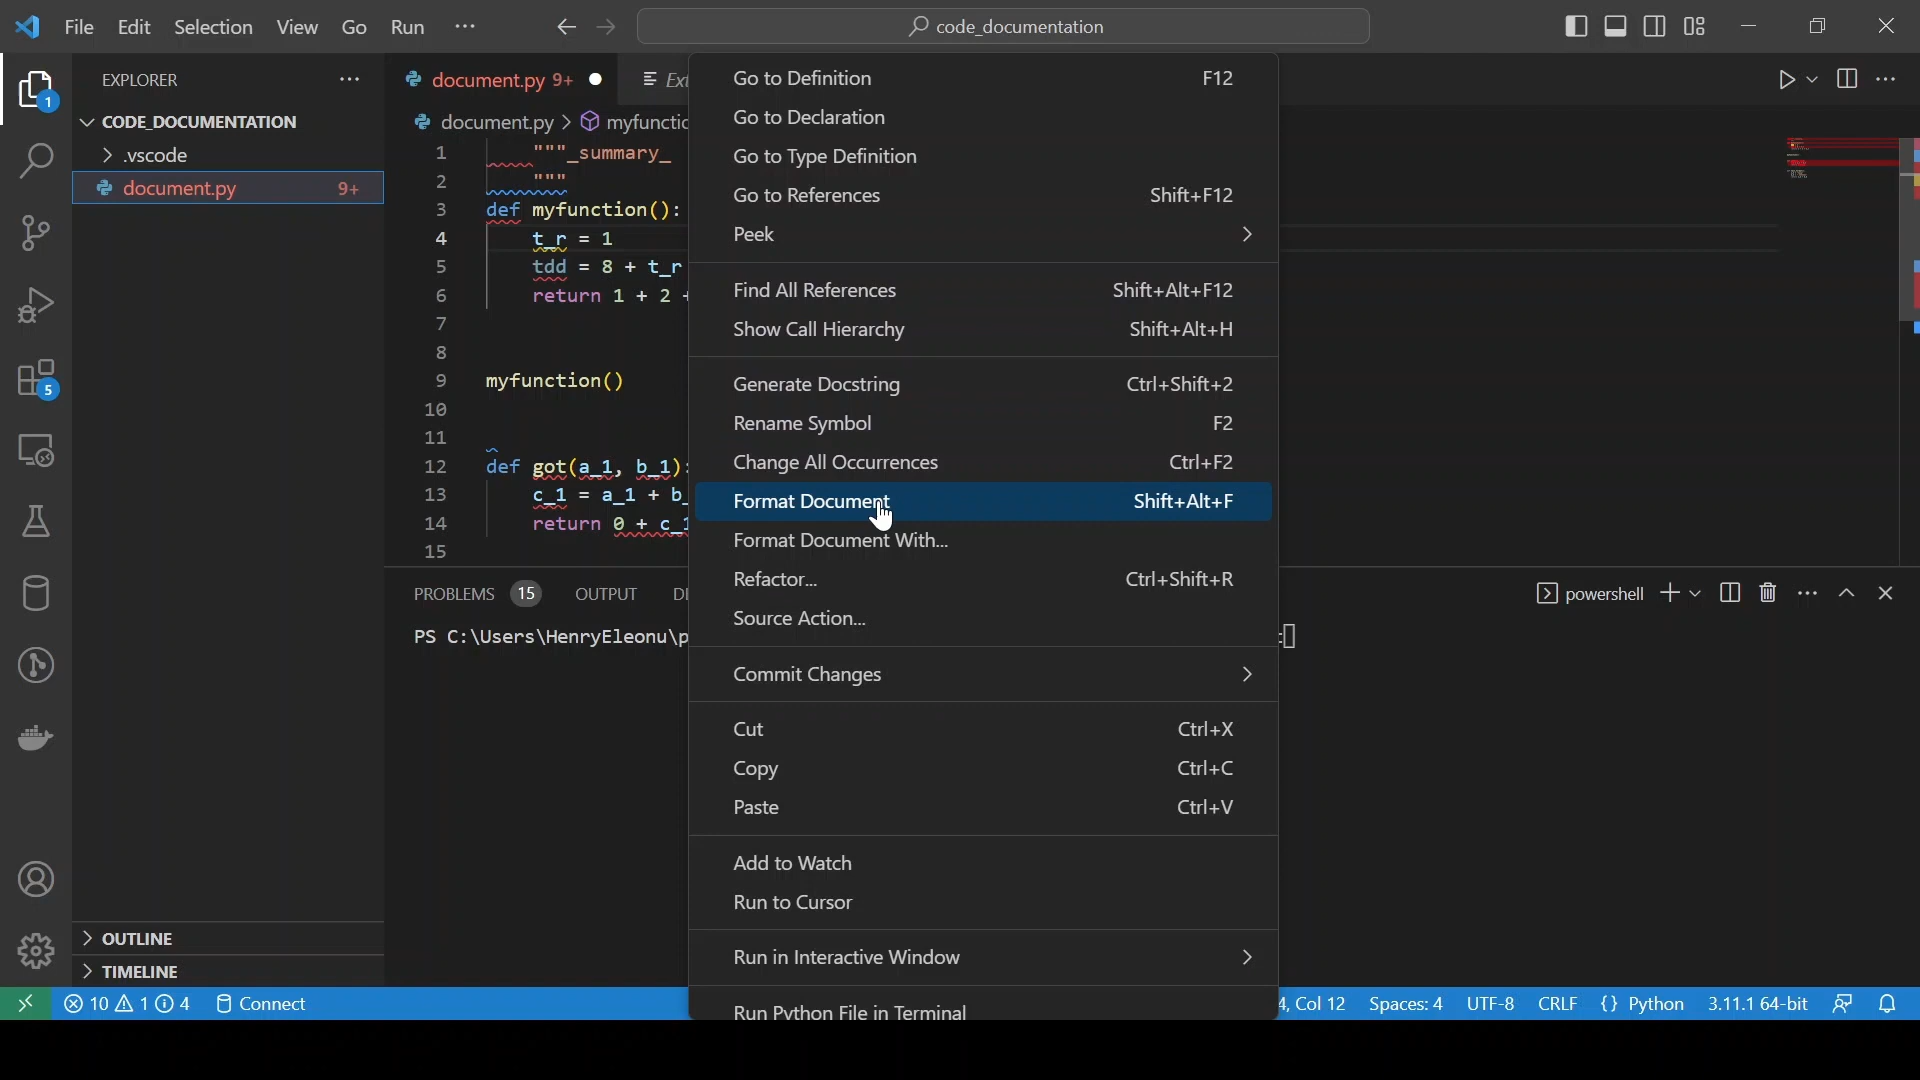 File Edit Selection View Go Run ···
code_documentation
EXPLORER ···
CODE_DOCUMENTATION
.vscode
document.py 9+
1
5
OUTLINE
TIMELINE
document.py 9+
document.py > myfunctio
1 """_summary_
2 """
3 def myfunction():
4 t_r = 1
5 tdd = 8 + t_r
6 return 1 + 2 +
7
8
9 myfunction()
10
11
12 def got(a_1, b_1):
13 c_1 = a_1 + b_
14 return 0 + c_1
15
Go to Definition F12
Go to Declaration
Go to Type Definition
Go to References Shift+F12
Peek >
Find All References Shift+Alt+F12
Show Call Hierarchy Shift+Alt+H
Generate Docstring Ctrl+Shift+2
Rename Symbol F2
Change All Occurrences Ctrl+F2
Format Document Shift+Alt+F
Format Document With...
Refactor... Ctrl+Shift+R
Source Action...
Commit Changes >
Cut Ctrl+X
Copy Ctrl+C
Paste Ctrl+V
Add to Watch
Run to Cursor
Run in Interactive Window >
Run Python File in Terminal
PROBLEMS 15 OUTPUT
powershell
PS C:\Users\HenryEleonu\p
10 1 4 Connect
4, Col 12 Spaces: 4 UTF-8 CRLF {} Python 3.11.1 64-bit